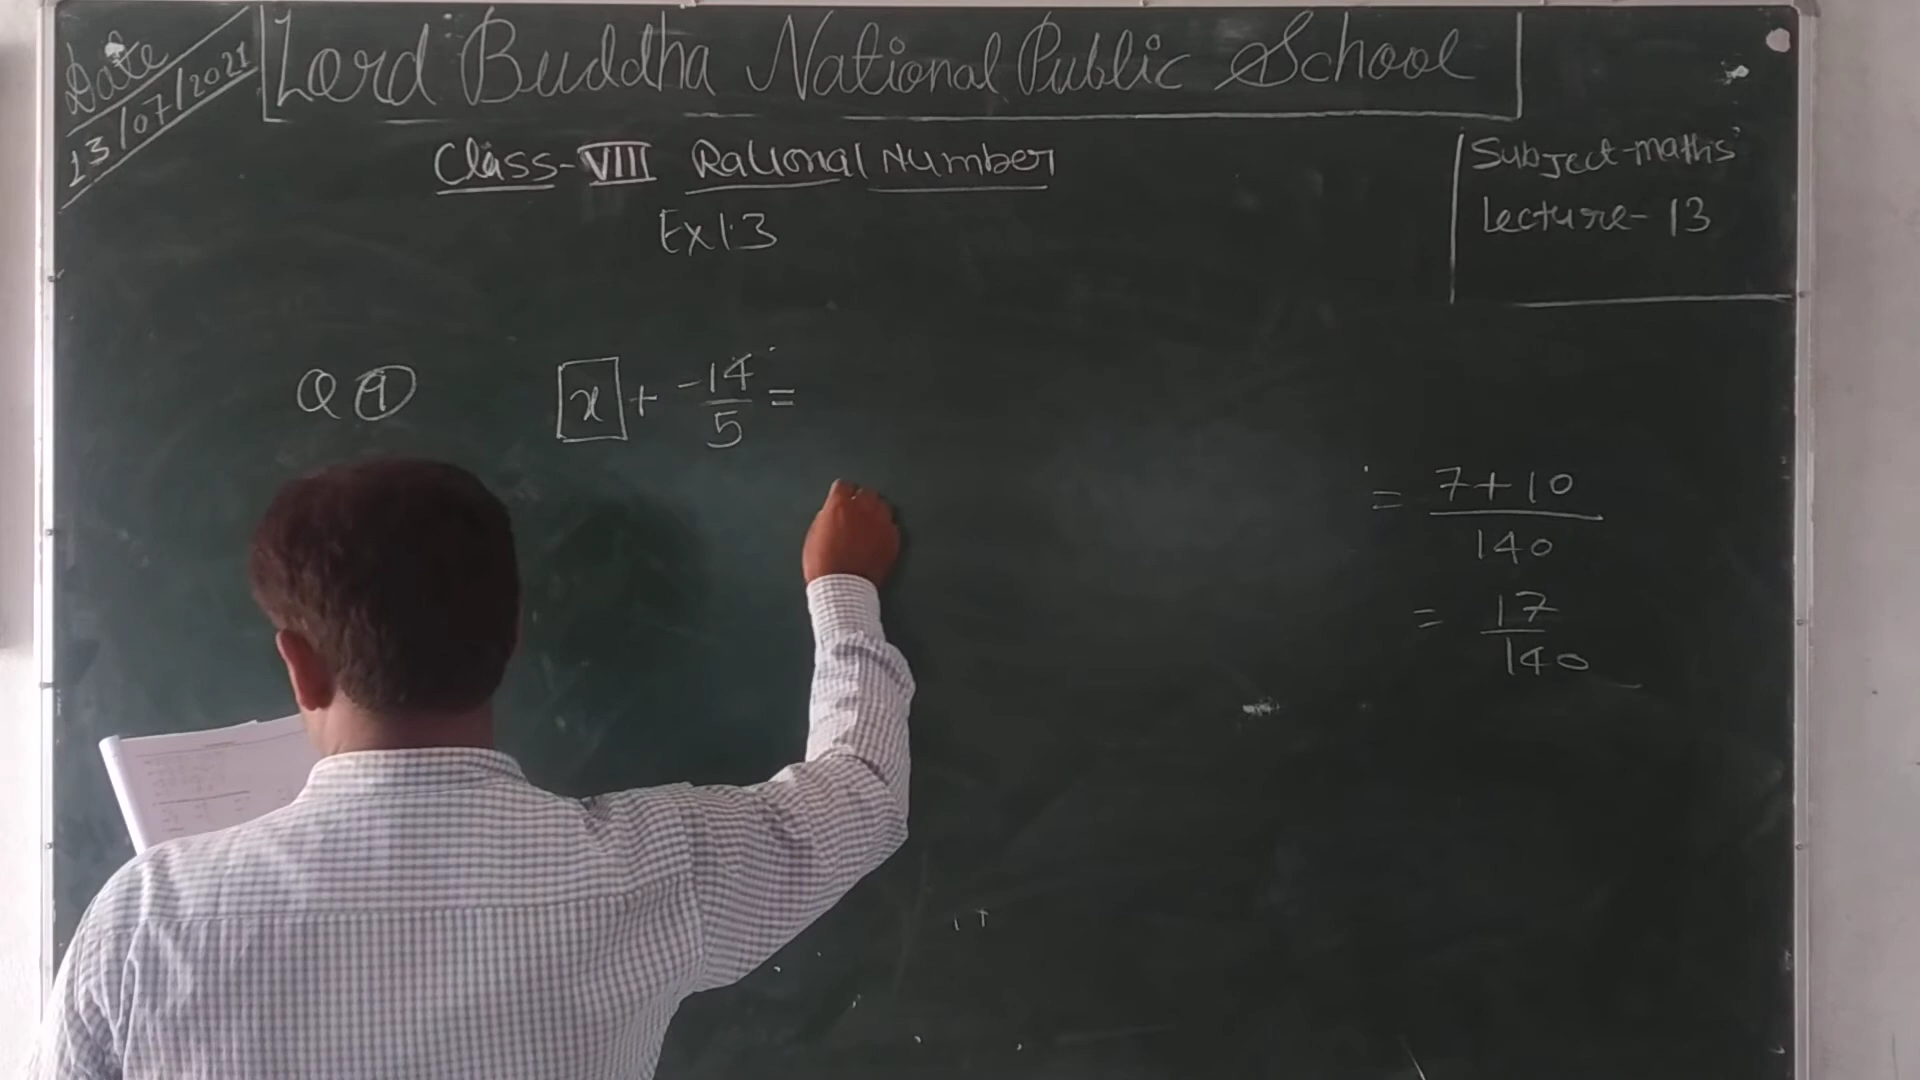 Date
13/07/2021
Lord Buddha National Public School
Class-VIII Rational Number
Ex 1.3
Subject-maths
Lecture-13
Q 9 x + -14/5 =
= 7+10/140
= 17/140